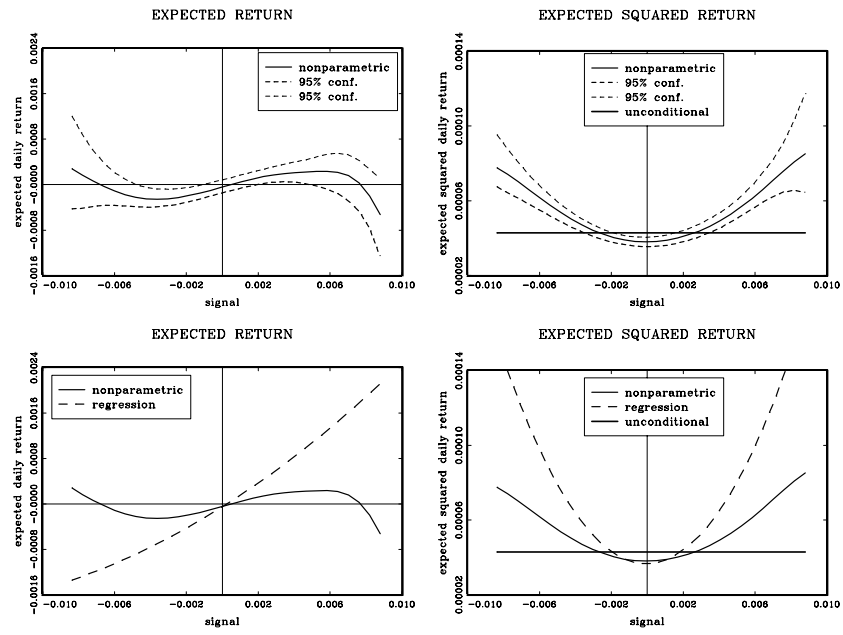 EXPECTED RETURN
expected daily return
0.0024
0.0016
0.0008
-0.0000
-0.0008
-0.0016
nonparametric
95% conf.
95% conf.
-0.010
-0.006
-0.002
0.002
0.006
0.010
signal
EXPECTED SQUARED RETURN
expected squared daily return
0.00014
0.00010
0.00006
0.00002
nonparametric
95% conf.
95% conf.
unconditional
-0.010
-0.006
-0.002
0.002
0.006
0.010
signal
EXPECTED RETURN
expected daily return
0.0024
0.0016
0.0008
-0.0000
-0.0008
-0.0016
nonparametric
regression
-0.010
-0.006
-0.002
0.002
0.006
0.010
signal
EXPECTED SQUARED RETURN
expected squared daily return
0.00014
0.00010
0.00006
0.00002
nonparametric
regression
unconditional
-0.010
-0.006
-0.002
0.002
0.006
0.010
signal